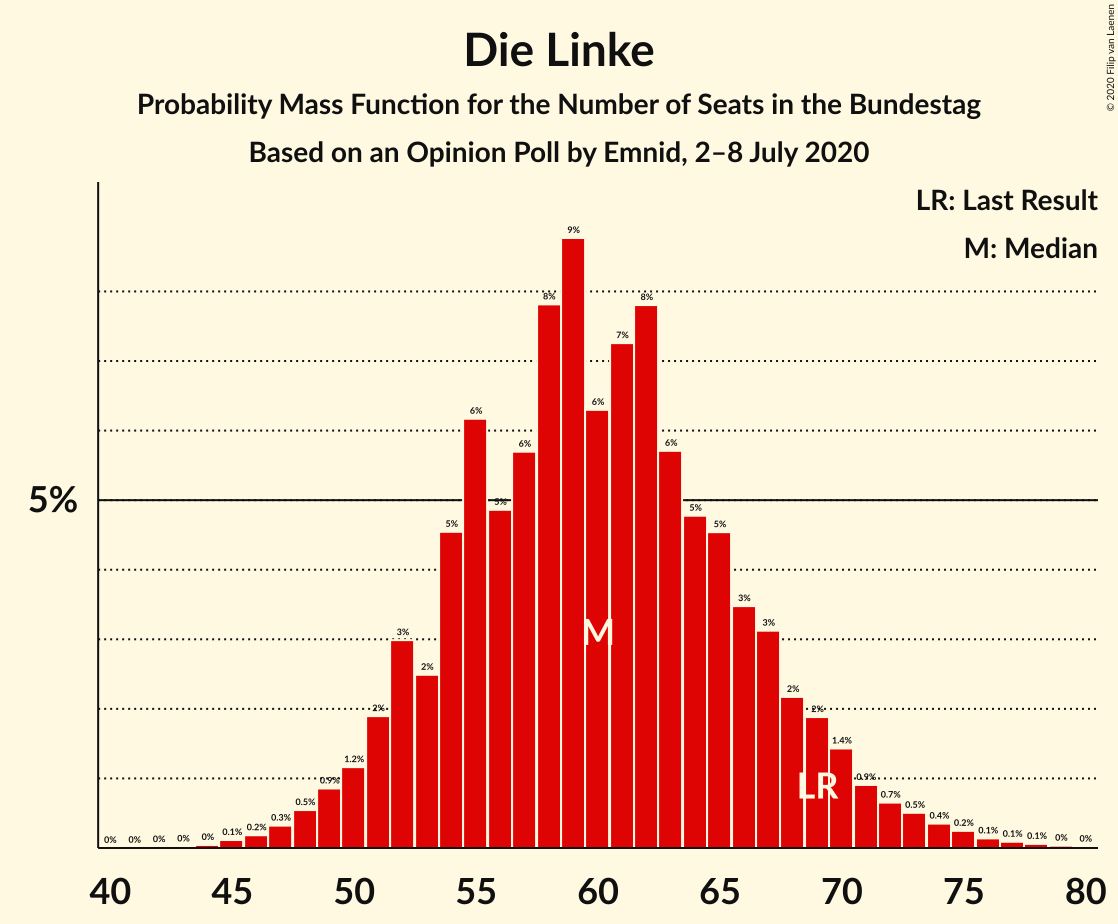 Die Linke
Probability Mass Function for the Number of Seats in the Bundestag
Based on an Opinion Poll by Emnid, 2–8 July 2020
© 2020 Filip van Laenen
LR: Last Result
M: Median
5%
0% 0% 0% 0% 0% 0.1% 0.2% 0.3% 0.5% 0.9% 1.2% 2% 3% 2% 5% 6% 5% 6% 8% 9% 6% 7% 8% 6% 5% 5% 3% 3% 2% 2% 1.4% 0.9% 0.7% 0.5% 0.4% 0.2% 0.1% 0.1% 0.1% 0% 0%
M
LR
40 45 50 55 60 65 70 75 80